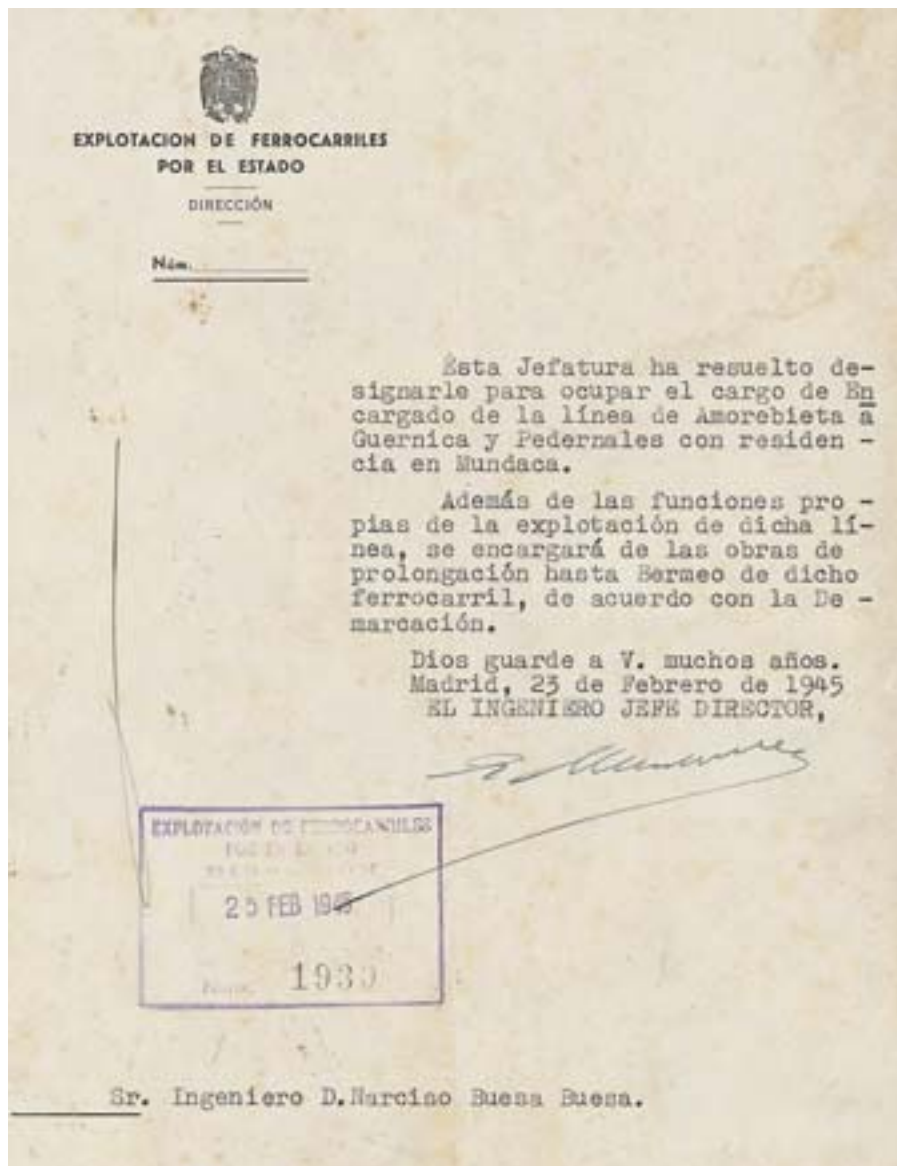 EXPLOTACION DE FERROCARRILES
POR EL ESTADO
DIRECCIÓN
Núm.
Ésta Jefatura ha resuelto de-
signarle para ocupar el cargo de En
cargado de la línea de Amorebieta a
Guernica y Pedernales con residen -
cia en Mundaca.
Además de las funciones pro -
pias de la explotación de dicha lí-
nea, se encargará de las obras de
prolongación hasta Bermeo de dicho
ferrocarril, de acuerdo con la De -
marcación.
Dios guarde a V. muchos años.
Madrid, 23 de Febrero de 1945
EL INGENIERO JEFE DIRECTOR,
EXPLOTACIÓN DE FERROCARRILES
FEB
Núm.
Sr. Ingeniero D.Narciso Buesa Buesa.